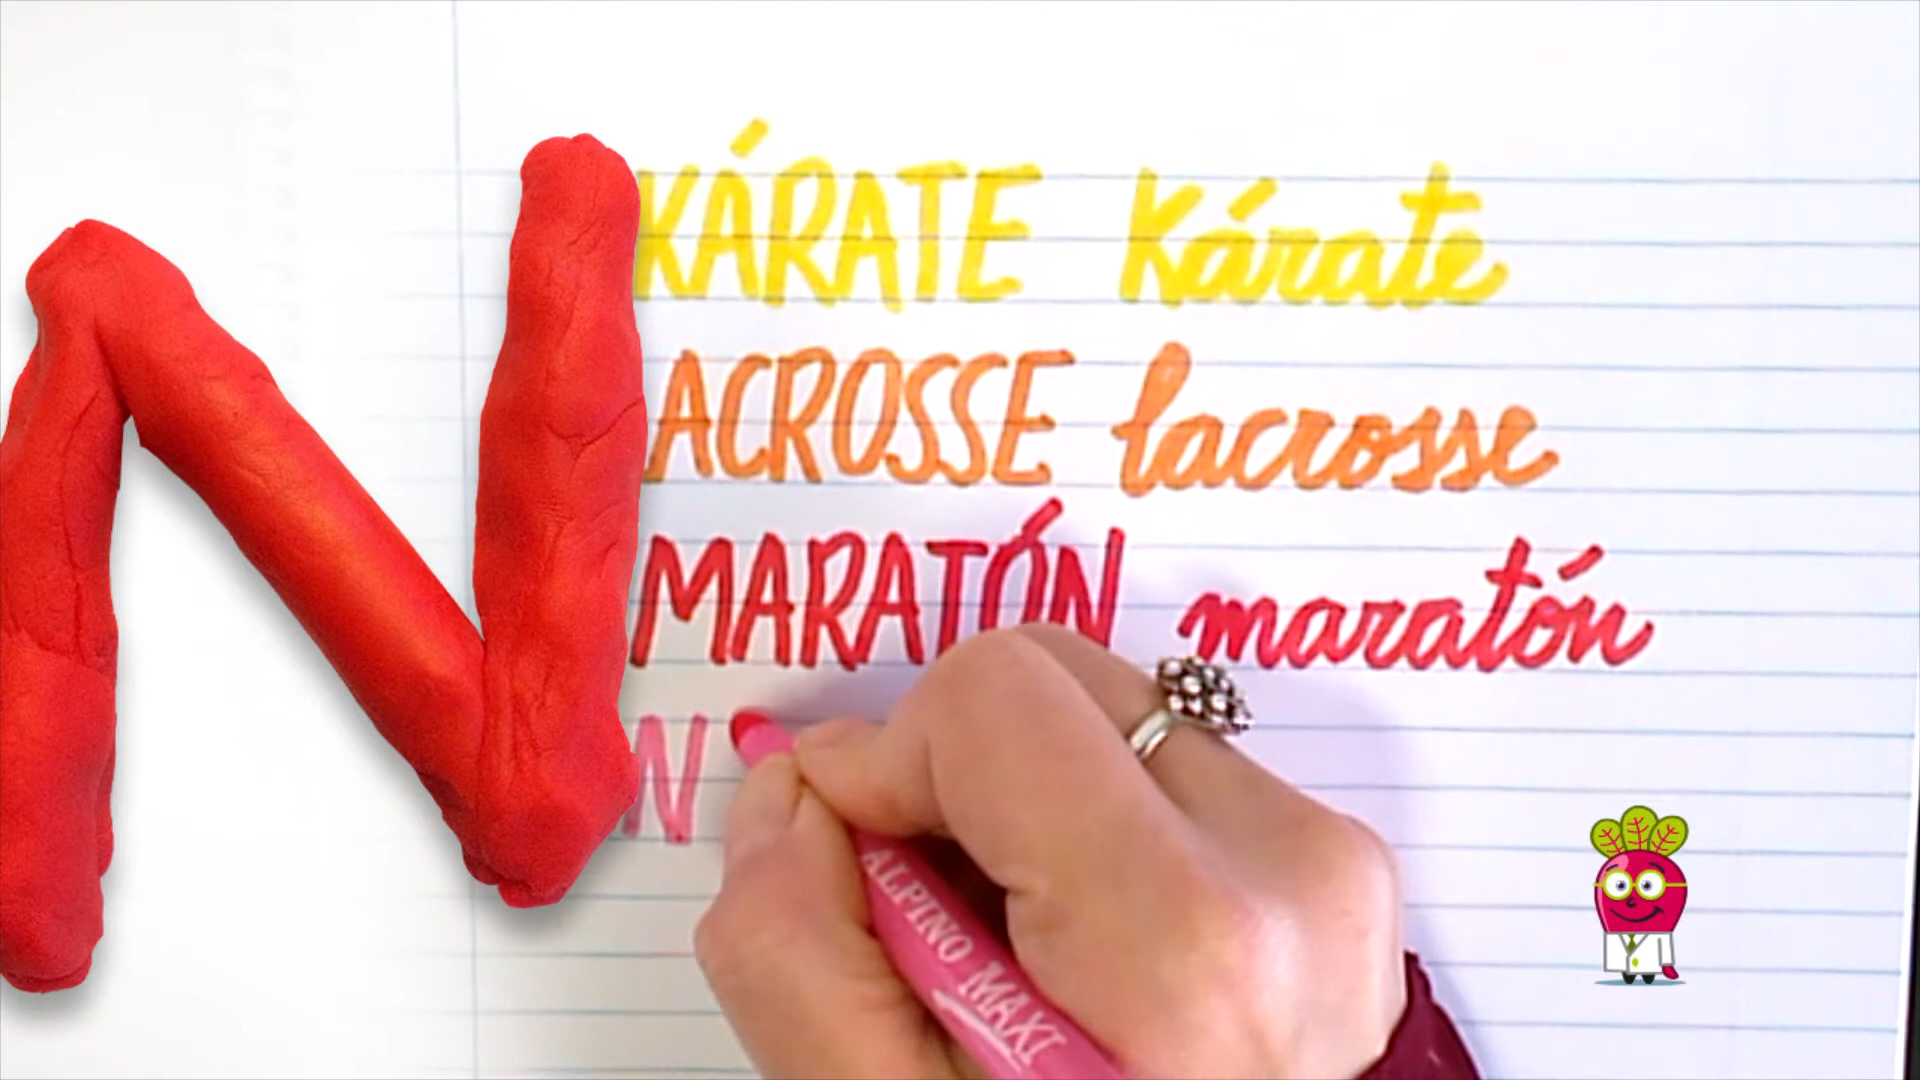 N
KÁRATE kárate
ACROSSE lacrosse
MARATÓN maratón
N
ALPINO MAXI